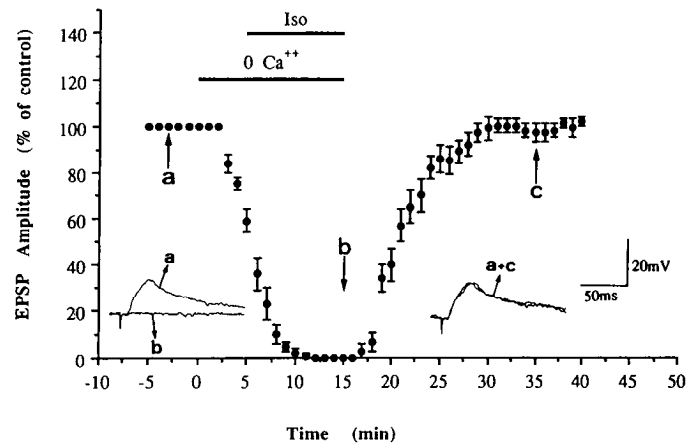 Iso
0 Ca++
EPSP Amplitude (% of control)
140
120
100
80
60
40
20
0
a
b
c
a
b
a+c
20mV
50ms
-10 -5 0 5 10 15 20 25 30 35 40 45 50
Time (min)